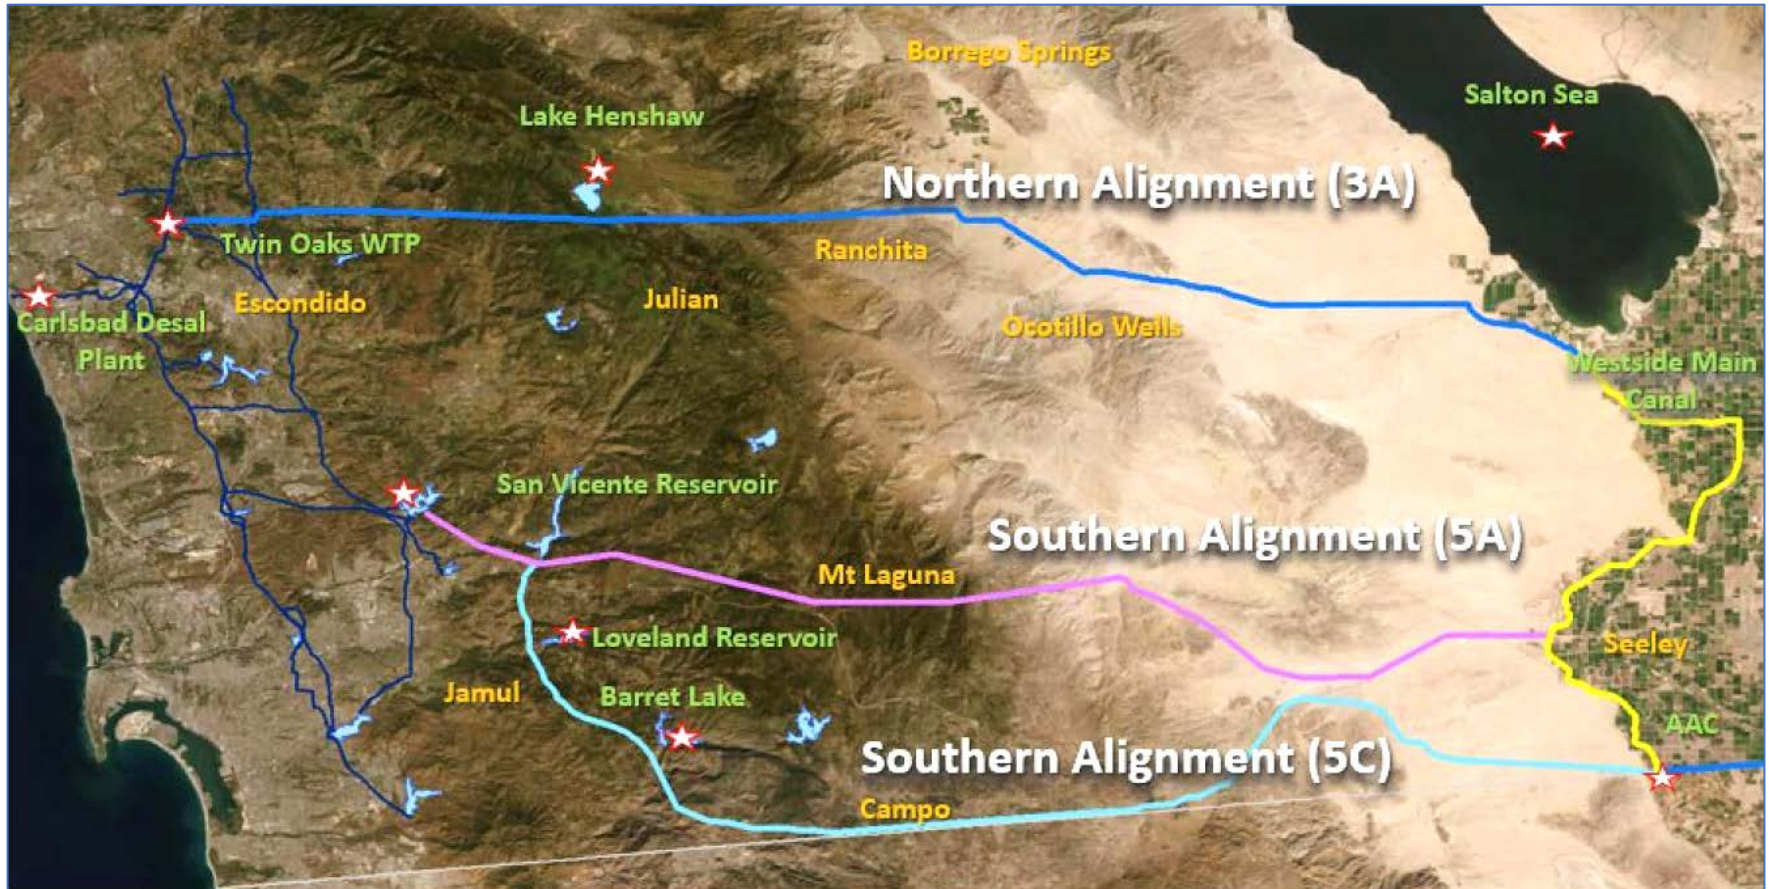 Borrego Springs
Salton Sea
Lake Henshaw
Northern Alignment (3A)
Twin Oaks WTP
Ranchita
Escondido
Julian
Carlsbad Desal
Plant
Ocotillo Wells
Westside Main
Canal
San Vicente Reservoir
Southern Alignment (5A)
Mt Laguna
Loveland Reservoir
Seeley
Jamul
Barret Lake
AAC
Southern Alignment (5C)
Campo